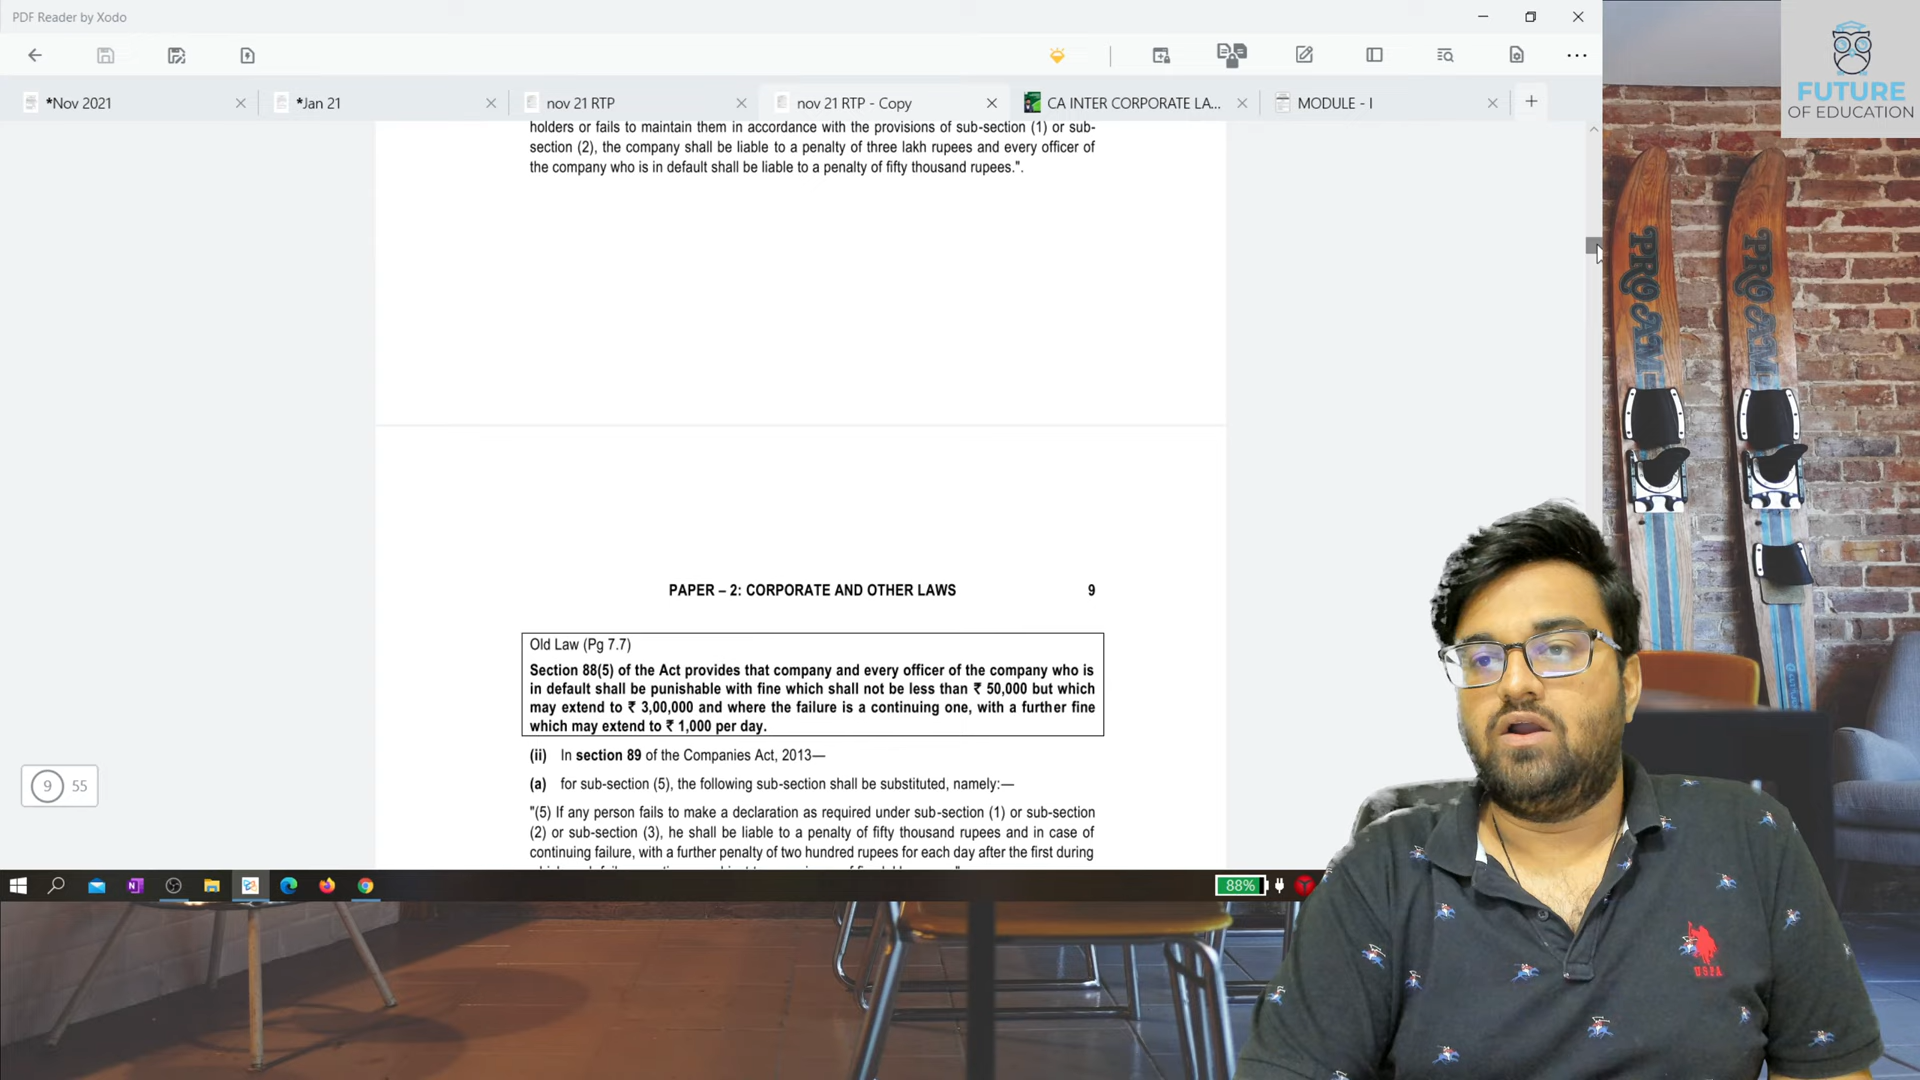 PDF Reader by Xodo
*Nov 2021
*Jan 21
nov 21 RTP
nov 21 RTP - Copy
CA INTER CORPORATE LA...
MODULE - I
FUTURE
OF EDUCATION
holders or fails to maintain them in accordance with the provisions of sub-section (1) or sub-
section (2), the company shall be liable to a penalty of three lakh rupees and every officer of
the company who is in default shall be liable to a penalty of fifty thousand rupees.".
PRO AM
PRO AM
PAPER – 2: CORPORATE AND OTHER LAWS 9
Old Law (Pg 7.7)
Section 88(5) of the Act provides that company and every officer of the company who is
in default shall be punishable with fine which shall not be less than ₹ 50,000 but which
may extend to ₹ 3,00,000 and where the failure is a continuing one, with a further fine
which may extend to ₹ 1,000 per day.
(ii) In section 89 of the Companies Act, 2013—
(a) for sub-section (5), the following sub-section shall be substituted, namely:—
"(5) If any person fails to make a declaration as required under sub-section (1) or sub-section
(2) or sub-section (3), he shall be liable to a penalty of fifty thousand rupees and in case of
continuing failure, with a further penalty of two hundred rupees for each day after the first during
9 55
88%
USPA